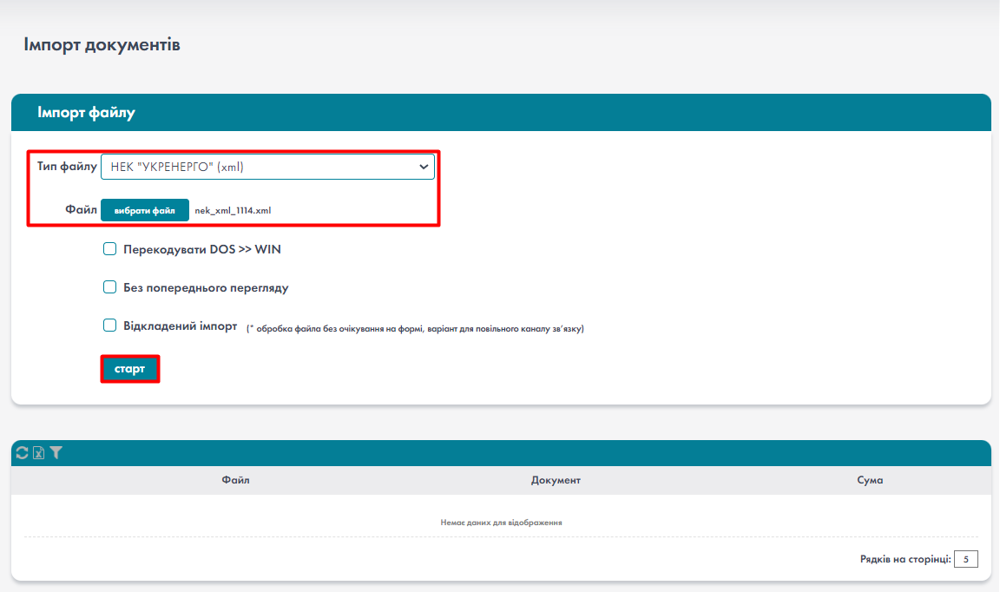 Імпорт документів
Імпорт файлу
Тип файлу НЕК "УКРЕНЕРГО" (xml)
Файл вибрати файл nek_xml_1114.xml
Перекодувати DOS >> WIN
Без попереднього перегляду
Відкладений імпорт (* обробка файла без очікування на формі, варіант для повільного каналу зв’язку)
старт
Файл Документ Сума
Немає даних для відображення
Рядків на сторінці: 5